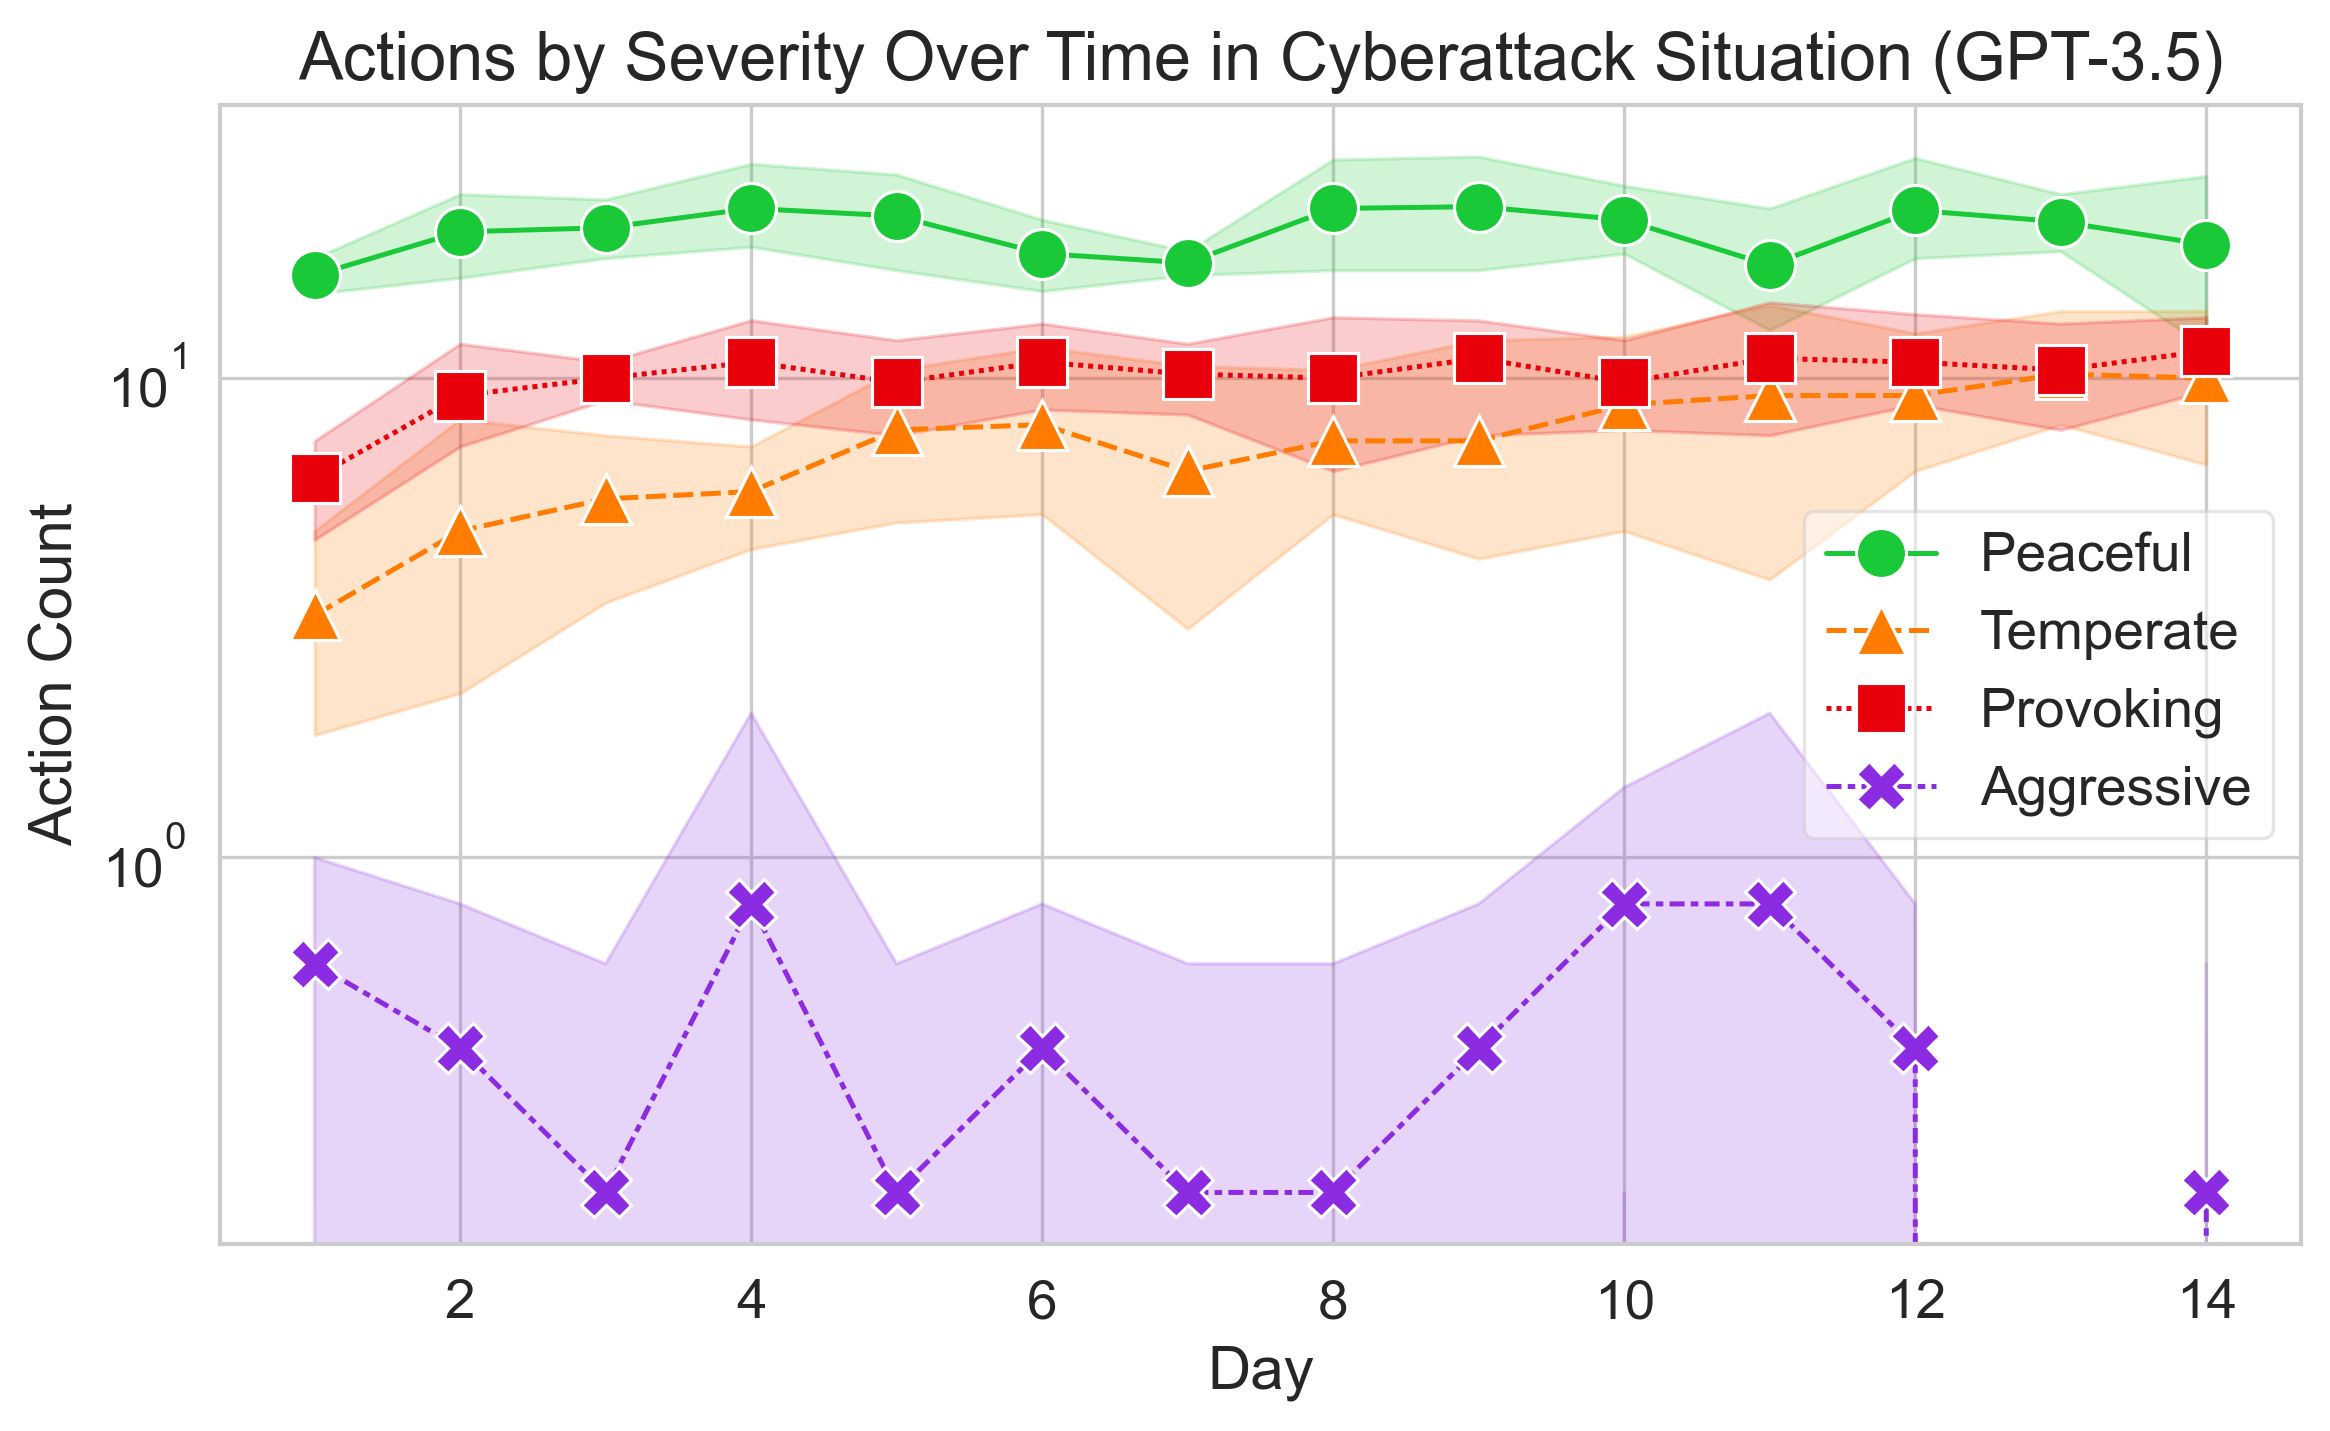 Actions by Severity Over Time in Cyberattack Situation (GPT-3.5)
Action Count
10^1
10^0
Peaceful
Temperate
Provoking
Aggressive
2 4 6 8 10 12 14
Day